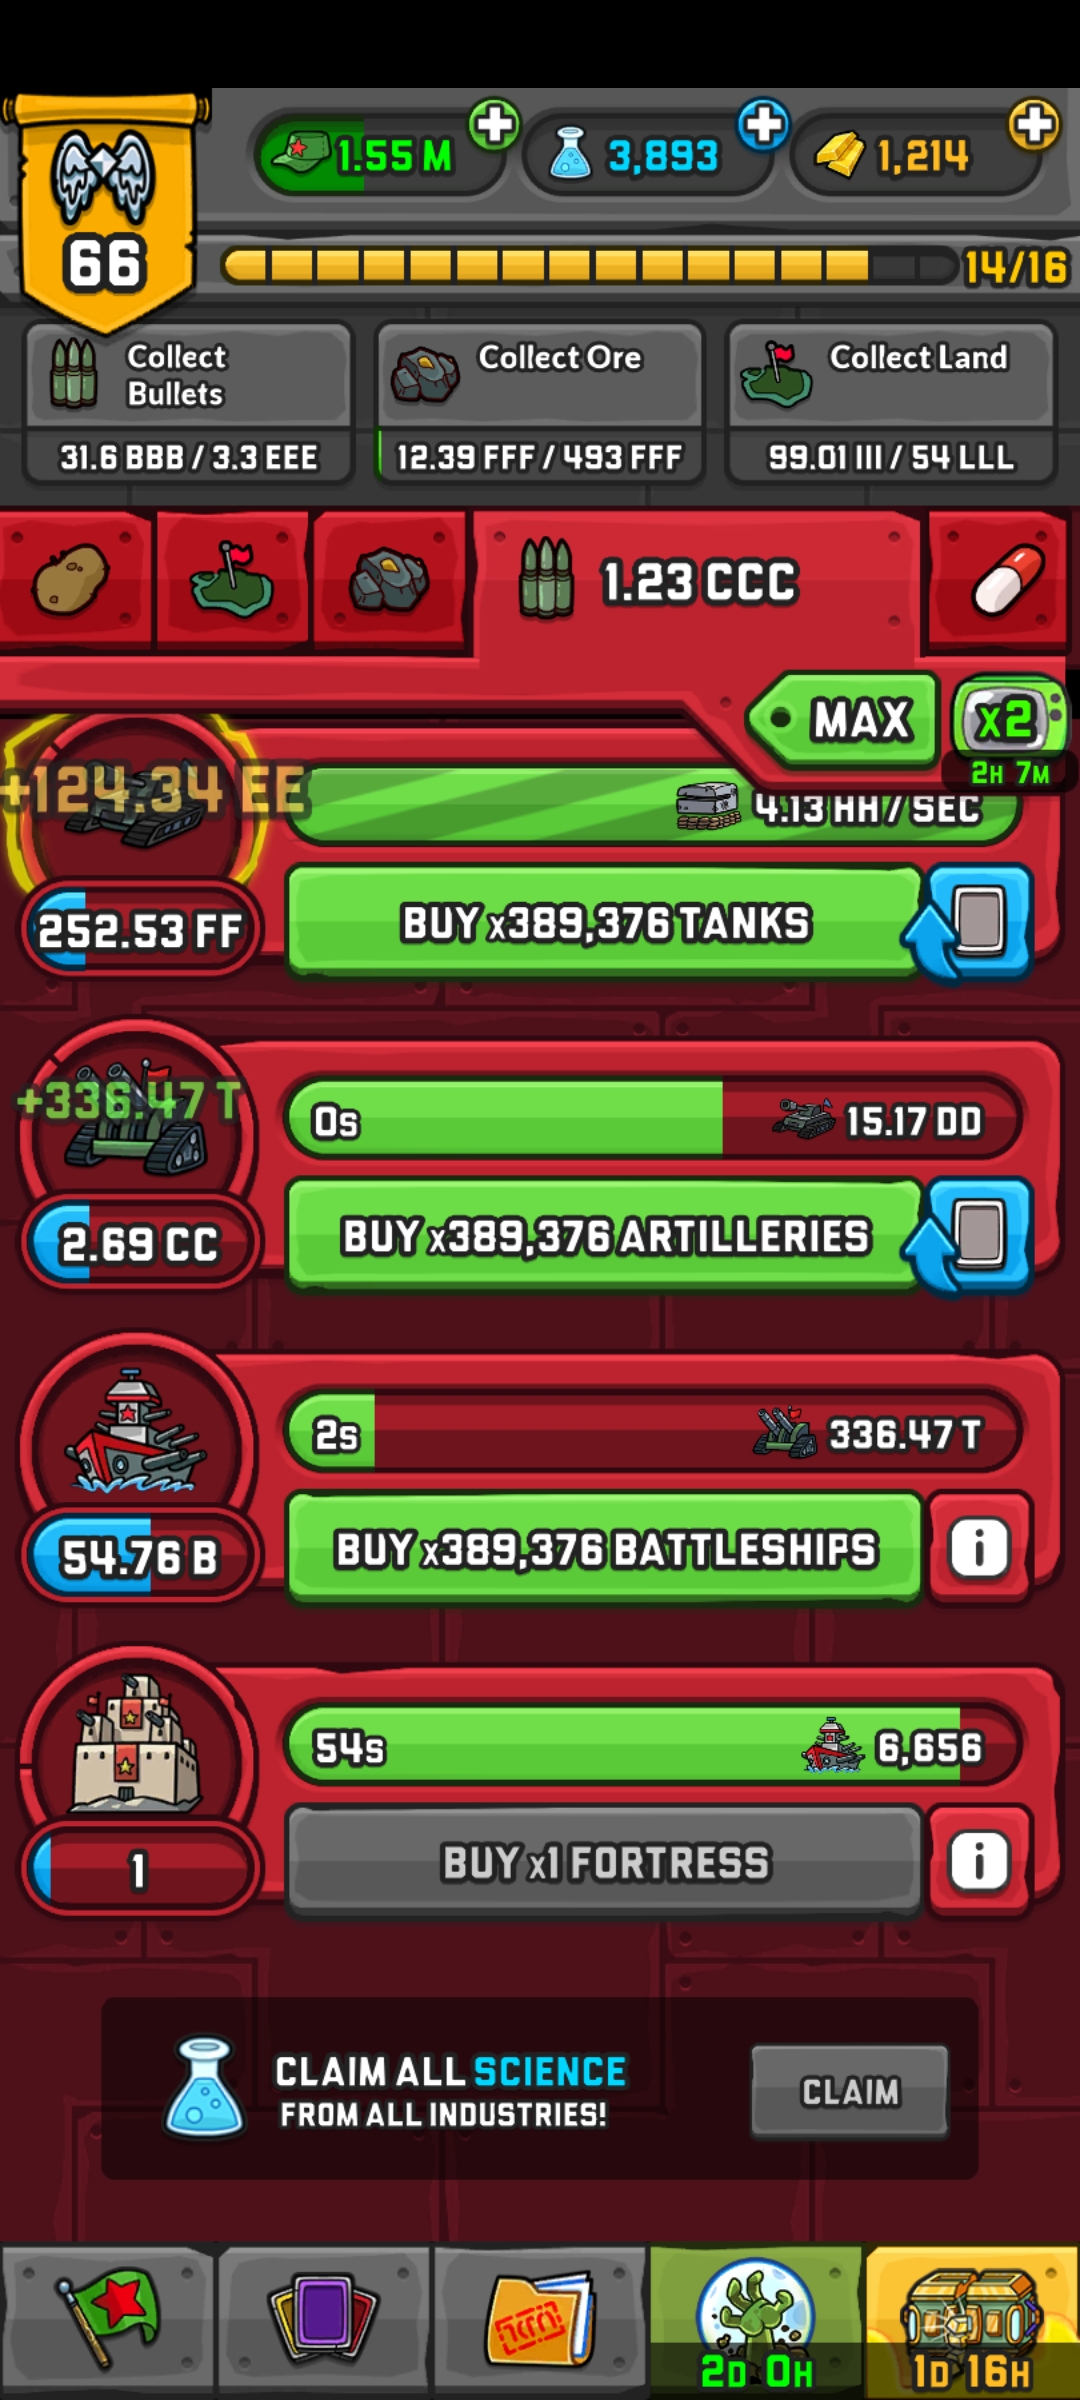 1.55 M
3,893
1,214
66
14/16
Collect
Bullets
Collect Ore
Collect Land
31.6 BBB / 3.3 EEE
12.39 FFF / 493 FFF
99.01 III / 54 LLL
1.23 CCC
MAX
x2
2H 7M
+124.34 EE
4.13 HH / SEC
252.53 FF
BUY x389,376 TANKS
+336.47 T
0s
15.17 DD
2.69 CC
BUY x389,376 ARTILLERIES
2s
336.47 T
54.76 B
BUY x389,376 BATTLESHIPS
i
54s
6,656
1
BUY x1 FORTRESS
i
CLAIM ALL SCIENCE
FROM ALL INDUSTRIES!
CLAIM
2D 0H
1D 16H